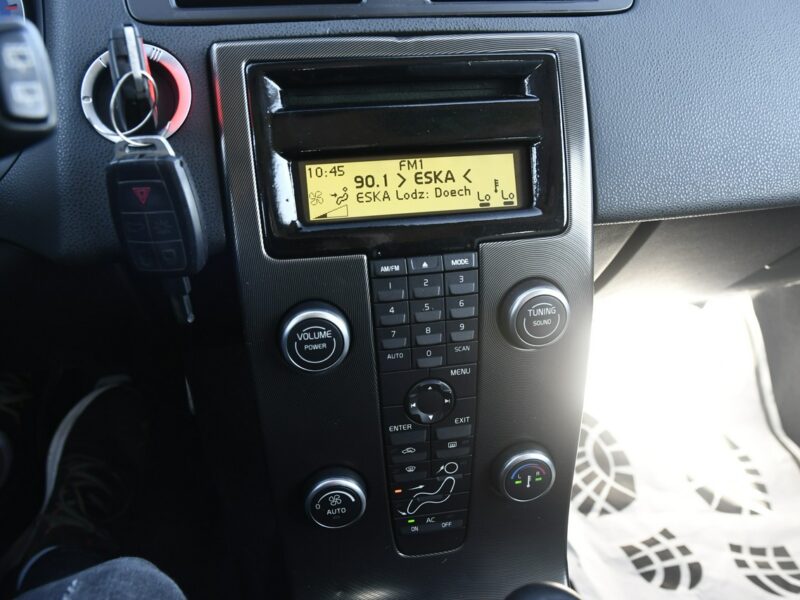 10:45
FM1
90.1 > ESKA <
ESKA Lodz: Doech
Lo Lo
AM/FM
MODE
1 2 3
4 .5. 6
7 8 9
AUTO 0 SCAN
MENU
ENTER EXIT
VOLUME
POWER
TUNING
SOUND
0 AUTO
AC
ON OFF